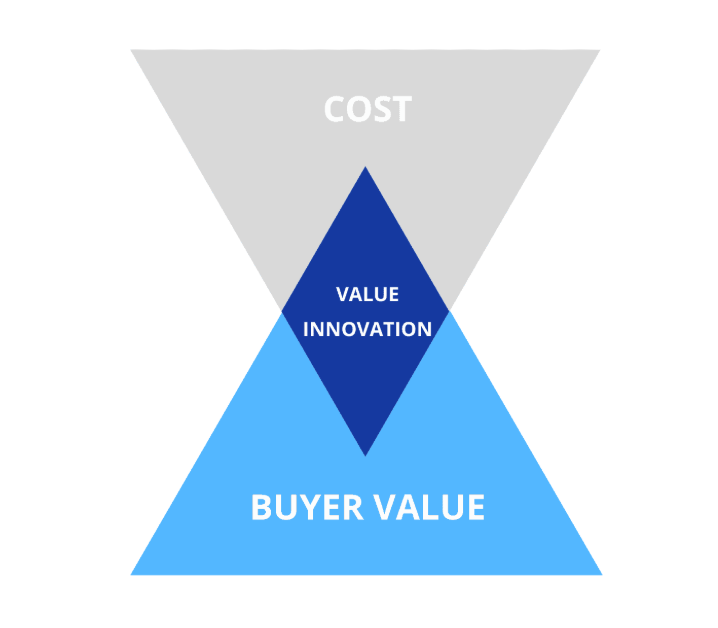 COST
VALUE
INNOVATION
BUYER VALUE